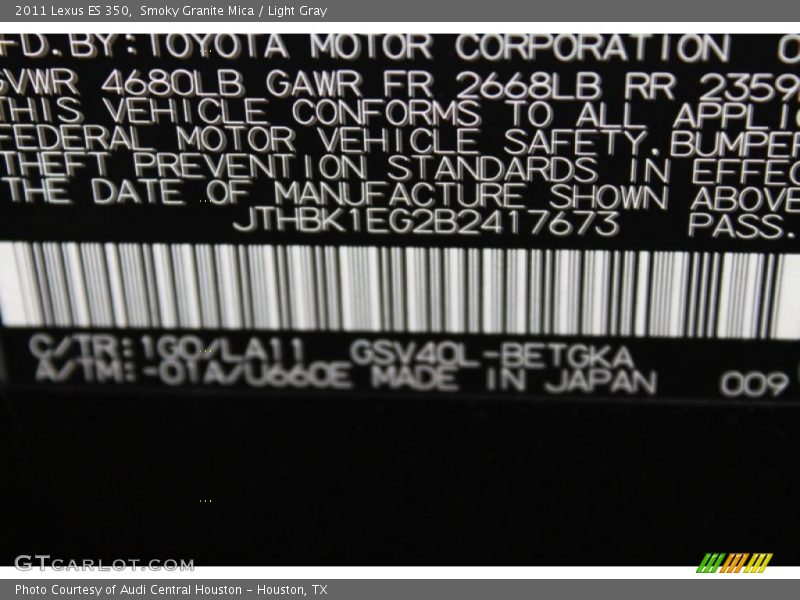 2011 Lexus ES 350, Smoky Granite Mica / Light Gray
BY: TOYOTA MOTOR CORPORATION
GVWR 4680LB GAWR FR 2668LB RR 2359
THIS VEHICLE CONFORMS TO ALL APPLIC
FEDERAL MOTOR VEHICLE SAFETY, BUMPER
THEFT PREVENTION STANDARDS IN EFFEC
THE DATE OF MANUFACTURE SHOWN ABOVE
JTHBK1EG2B2417673 PASS.
C/TR:1G0/LA11 GSV40L-BETGKA
A/TM:-01A/U660E MADE IN JAPAN 009
GTCARLOT.COM
Photo Courtesy of Audi Central Houston - Houston, TX